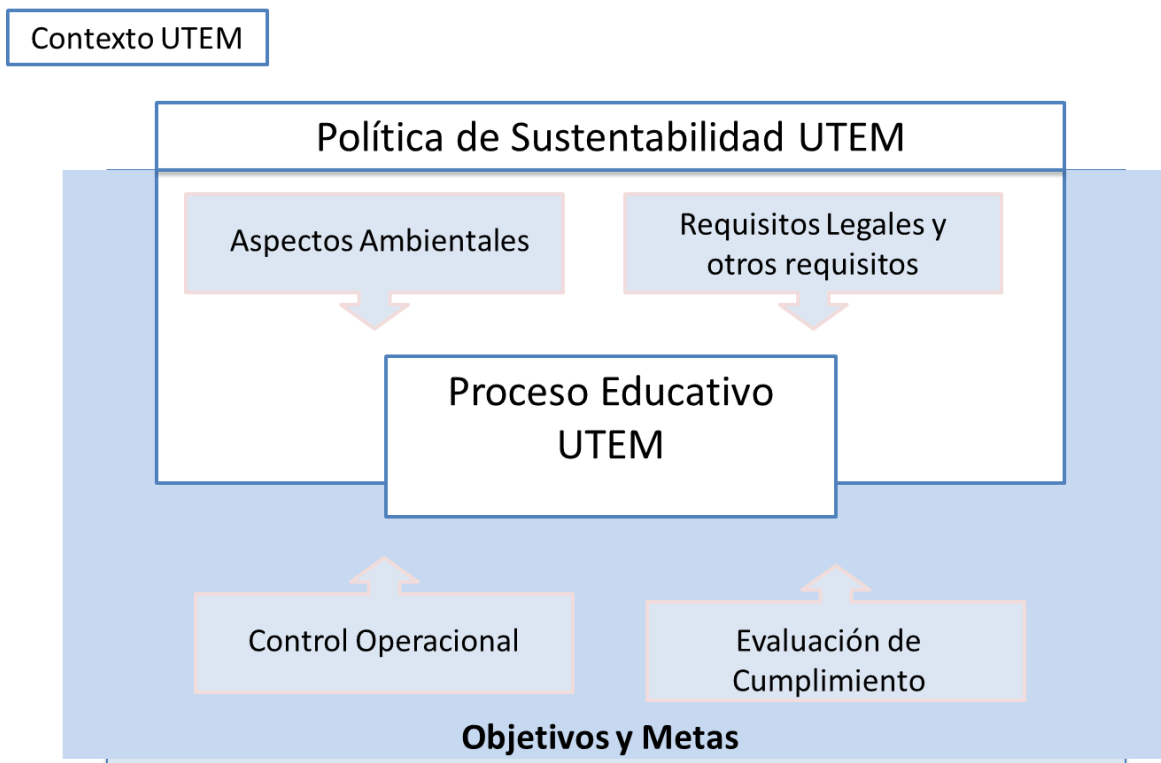 Contexto UTEM
Política de Sustentabilidad UTEM
Aspectos Ambientales
Requisitos Legales y
otros requisitos
Proceso Educativo
UTEM
Control Operacional
Evaluación de
Cumplimiento
Objetivos y Metas